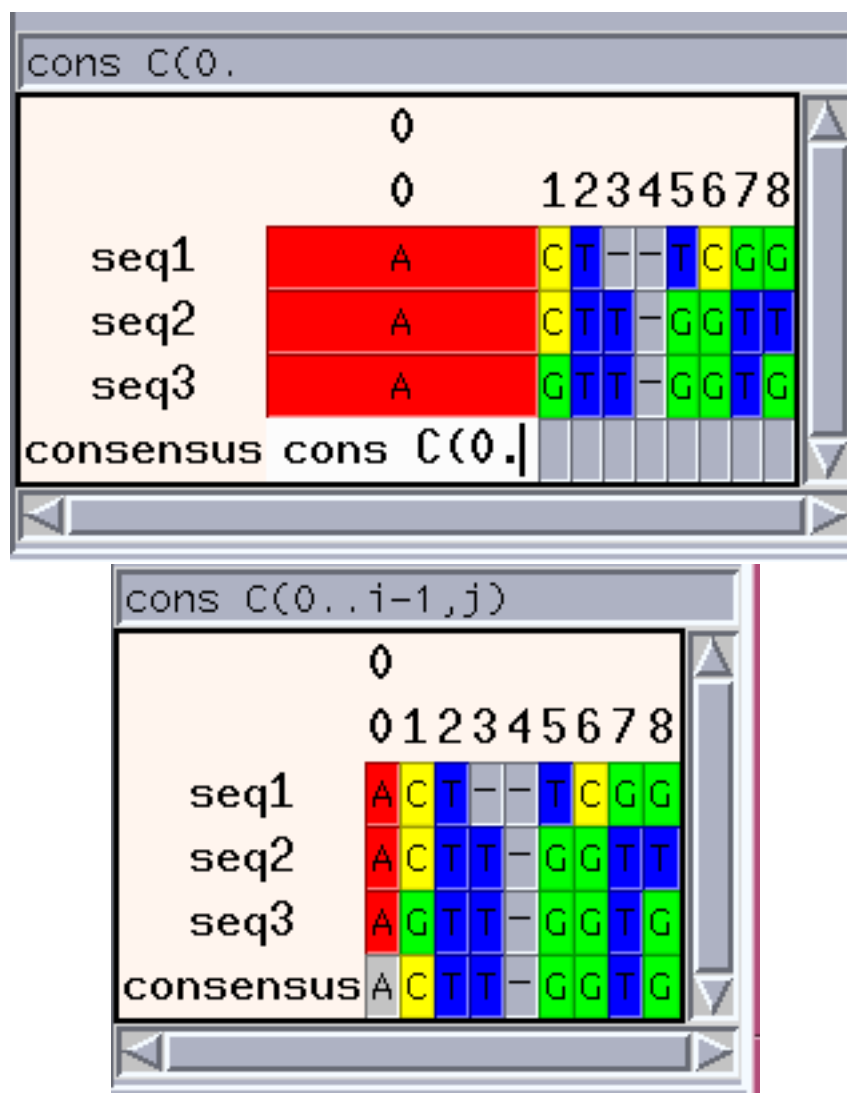 cons C(0.
0
0 12345678
seq1 A CT--TCGG
seq2 A CTT-GGTT
seq3 A GTT-GGTG
consensus cons C(0.
cons C(0..i-1,j)
0
012345678
seq1 ACT--TCGG
seq2 ACTT-GGTT
seq3 AGTT-GGTG
consensus ACTT-GGTG